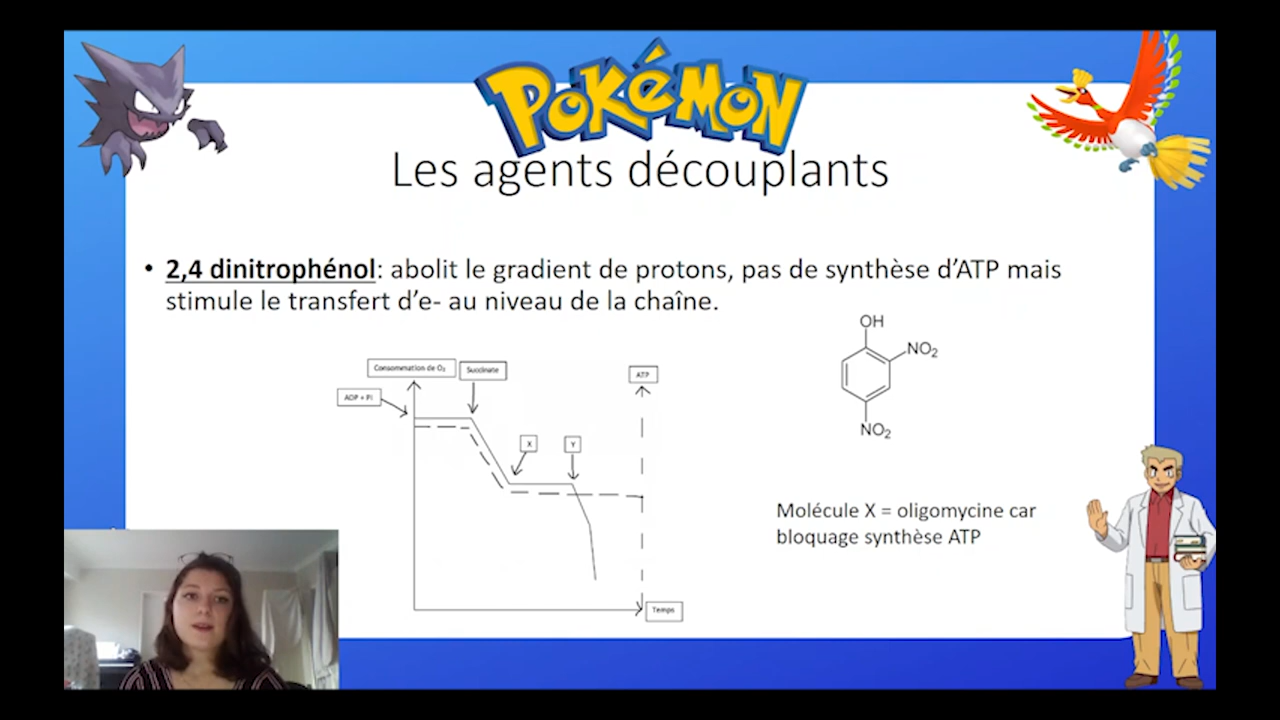 POKéMON
Les agents découplants
• 2,4 dinitrophénol: abolit le gradient de protons, pas de synthèse d’ATP mais
stimule le transfert d’e- au niveau de la chaîne.
OH
NO2
NO2
Consommation de O2
Succinate
ATP
ADP + Pi
X
Y
Temps
Molécule X = oligomycine car
bloquage synthèse ATP